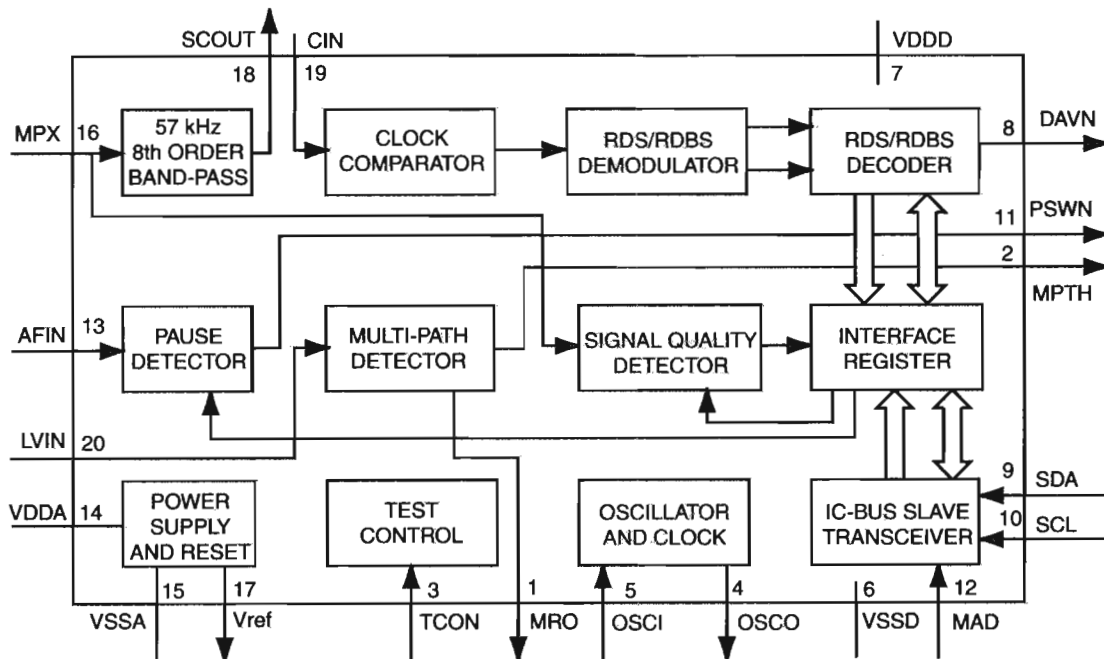 SCOUT
CIN
VDDD
18
19
7
MPX
16
57 kHz
8th ORDER
BAND-PASS
CLOCK
COMPARATOR
RDS/RDBS
DEMODULATOR
RDS/RDBS
DECODER
8
DAVN
11
PSWN
2
MPTH
AFIN
13
PAUSE
DETECTOR
MULTI-PATH
DETECTOR
SIGNAL QUALITY
DETECTOR
INTERFACE
REGISTER
LVIN
20
VDDA
14
POWER
SUPPLY
AND RESET
TEST
CONTROL
OSCILLATOR
AND CLOCK
IC-BUS SLAVE
TRANSCEIVER
9
SDA
10
SCL
15
17
3
1
5
4
6
12
VSSA
Vref
TCON
MRO
OSCI
OSCO
VSSD
MAD